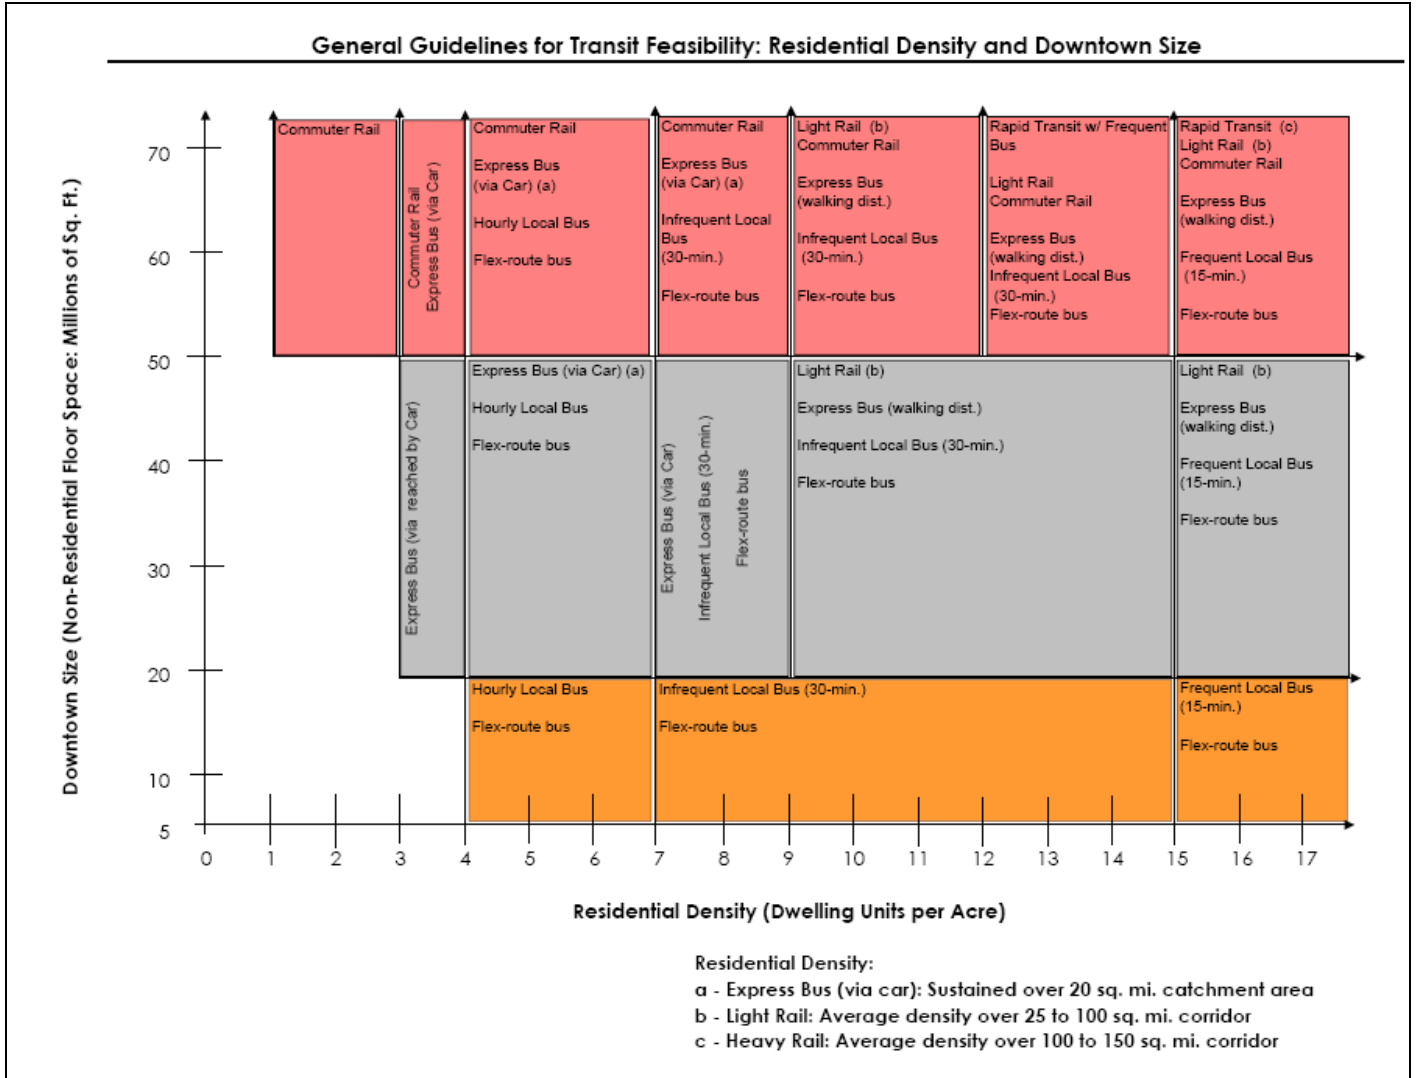 General Guidelines for Transit Feasibility: Residential Density and Downtown Size
Downtown Size (Non-Residential Floor Space: Millions of Sq. Ft.)
70
60
50
40
30
20
10
5
Commuter Rail
Commuter Rail
Express Bus (via Car)
Commuter Rail
Express Bus
(via Car) (a)
Hourly Local Bus
Flex-route bus
Commuter Rail
Express Bus
(via Car) (a)
Infrequent Local
Bus
(30-min.)
Flex-route bus
Light Rail (b)
Commuter Rail
Express Bus
(walking dist.)
Infrequent Local Bus
(30-min.)
Flex-route bus
Rapid Transit w/ Frequent
Bus
Light Rail
Commuter Rail
Express Bus
(walking dist.)
Infrequent Local Bus
(30-min.)
Flex-route bus
Rapid Transit (c)
Light Rail (b)
Commuter Rail
Express Bus
(walking dist.)
Frequent Local Bus
(15-min.)
Flex-route bus
Express Bus (via reached by Car)
Express Bus (via Car) (a)
Hourly Local Bus
Flex-route bus
Express Bus (via Car)
Infrequent Local Bus (30-min.)
Flex-route bus
Light Rail (b)
Express Bus (walking dist.)
Infrequent Local Bus (30-min.)
Flex-route bus
Light Rail (b)
Express Bus
(walking dist.)
Frequent Local Bus
(15-min.)
Flex-route bus
Hourly Local Bus
Flex-route bus
Infrequent Local Bus (30-min.)
Flex-route bus
Frequent Local Bus
(15-min.)
Flex-route bus
0 1 2 3 4 5 6 7 8 9 10 11 12 13 14 15 16 17
Residential Density (Dwelling Units per Acre)
Residential Density:
a - Express Bus (via car): Sustained over 20 sq. mi. catchment area
b - Light Rail: Average density over 25 to 100 sq. mi. corridor
c - Heavy Rail: Average density over 100 to 150 sq. mi. corridor